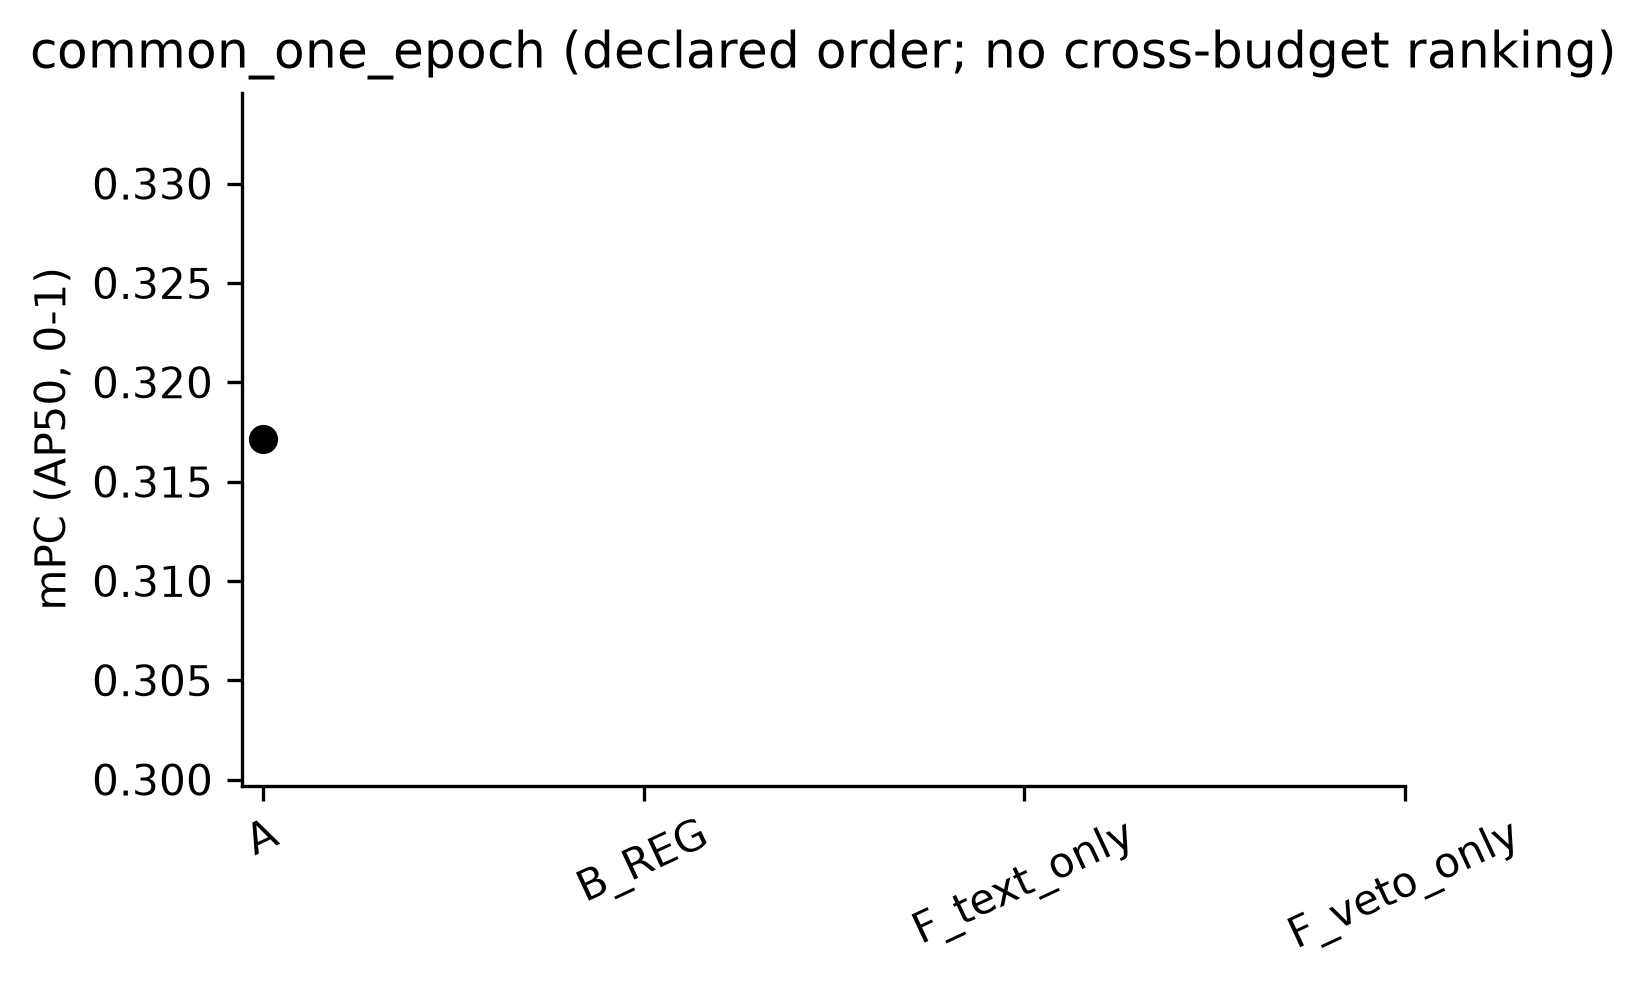 common_one_epoch (declared order; no cross-budget ranking)
mPC (AP50, 0-1)
0.330
0.325
0.320
0.315
0.310
0.305
0.300
A
B_REG
F_text_only
F_veto_only